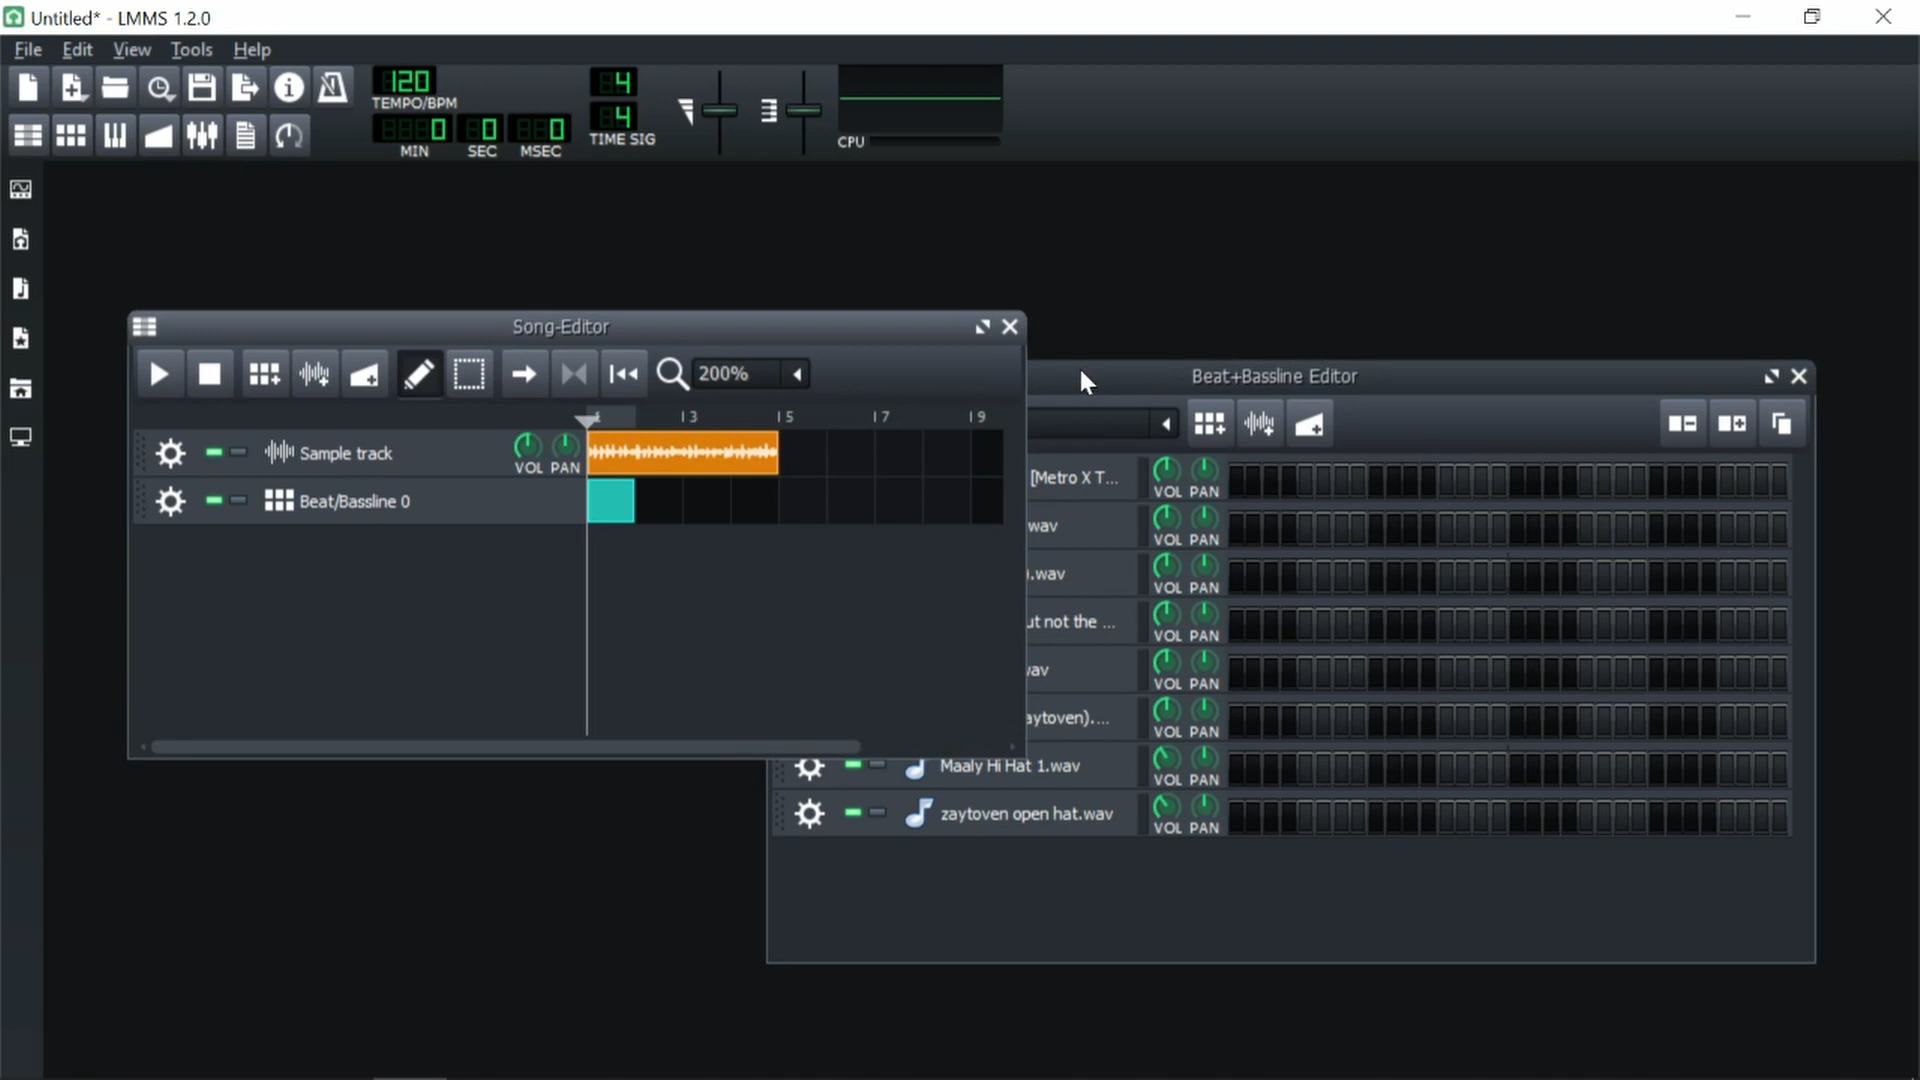 Untitled* - LMMS 1.2.0
File Edit View Tools Help
120
TEMPO/BPM
4
4
TIME SIG
0 0 0
MIN SEC MSEC
CPU
Song-Editor
200%
1 3 5 7 9
Sample track
VOL PAN
Beat/Bassline 0
Beat+Bassline Editor
[Metro X T...
VOL PAN
wav
VOL PAN
).wav
VOL PAN
ut not the ...
VOL PAN
wav
VOL PAN
aytoven)....
VOL PAN
Maaly Hi Hat 1.wav
VOL PAN
zaytoven open hat.wav
VOL PAN